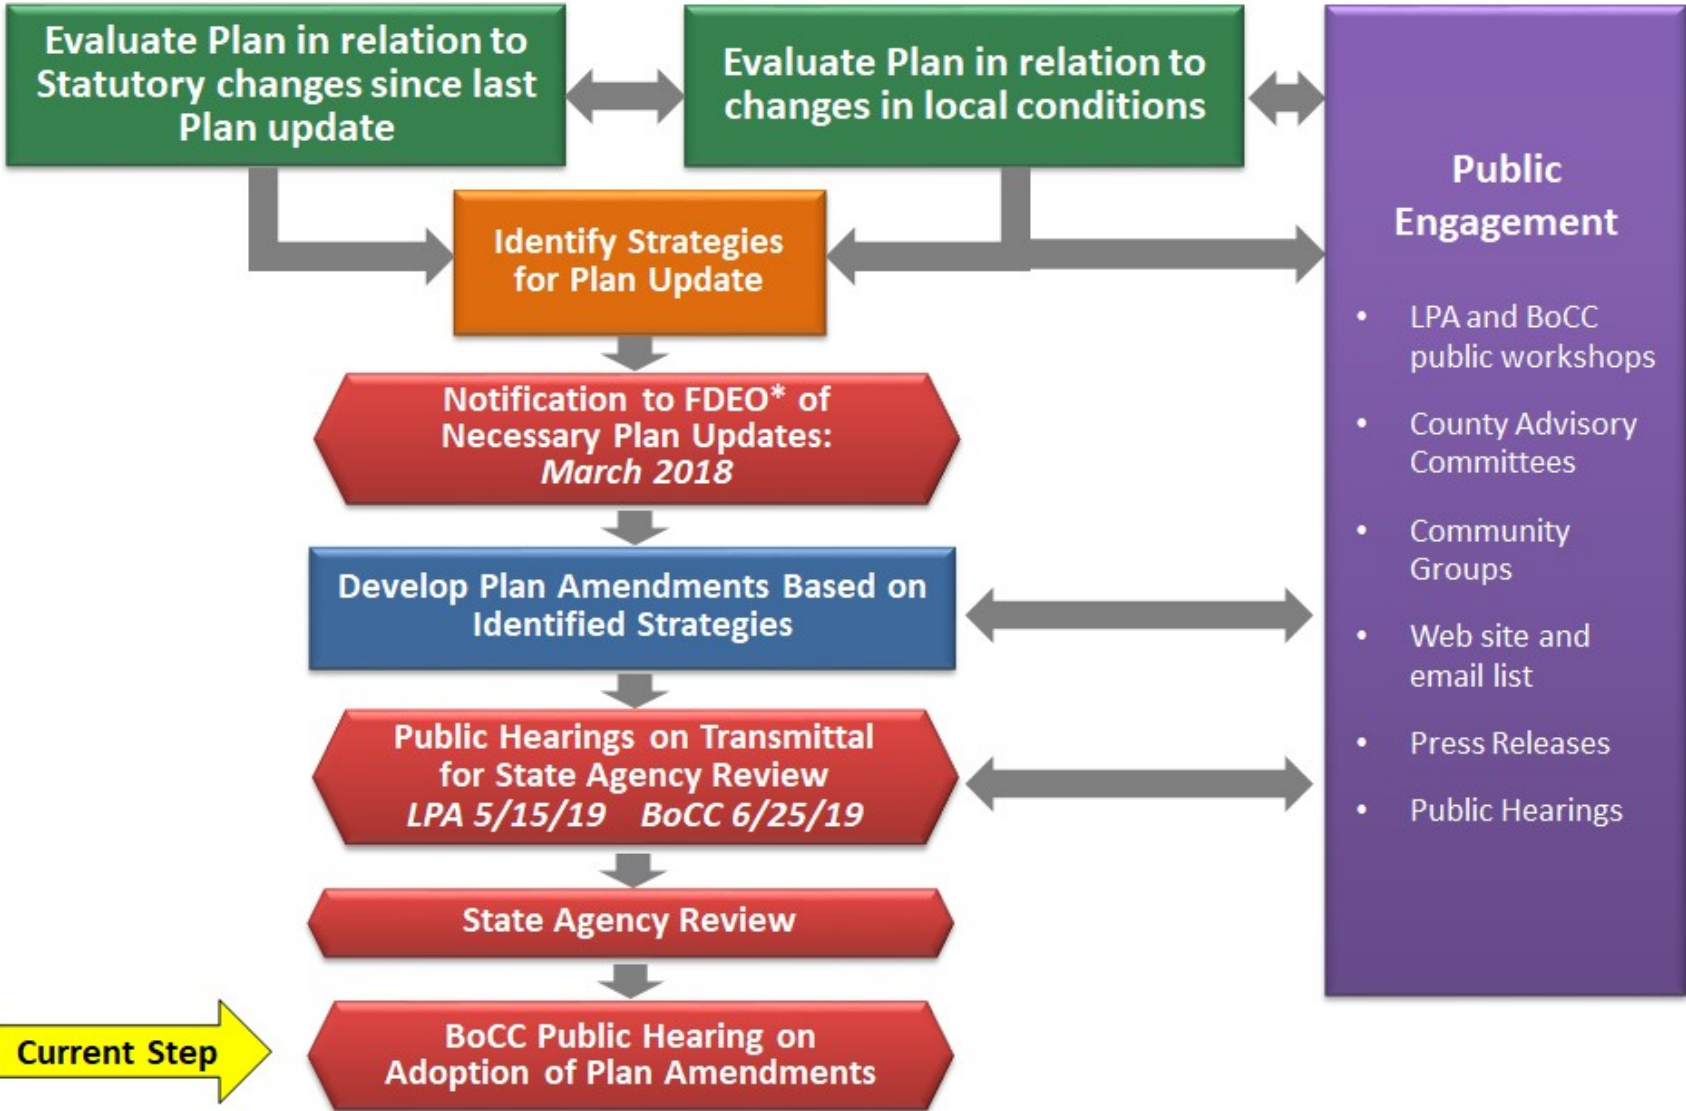 Evaluate Plan in relation to
Statutory changes since last
Plan update
Evaluate Plan in relation to
changes in local conditions
Identify Strategies
for Plan Update
Notification to FDEO* of
Necessary Plan Updates:
March 2018
Develop Plan Amendments Based on
Identified Strategies
Public Hearings on Transmittal
for State Agency Review
LPA 5/15/19 BoCC 6/25/19
State Agency Review
Current Step
BoCC Public Hearing on
Adoption of Plan Amendments
Public
Engagement
• LPA and BoCC
public workshops
• County Advisory
Committees
• Community
Groups
• Web site and
email list
• Press Releases
• Public Hearings